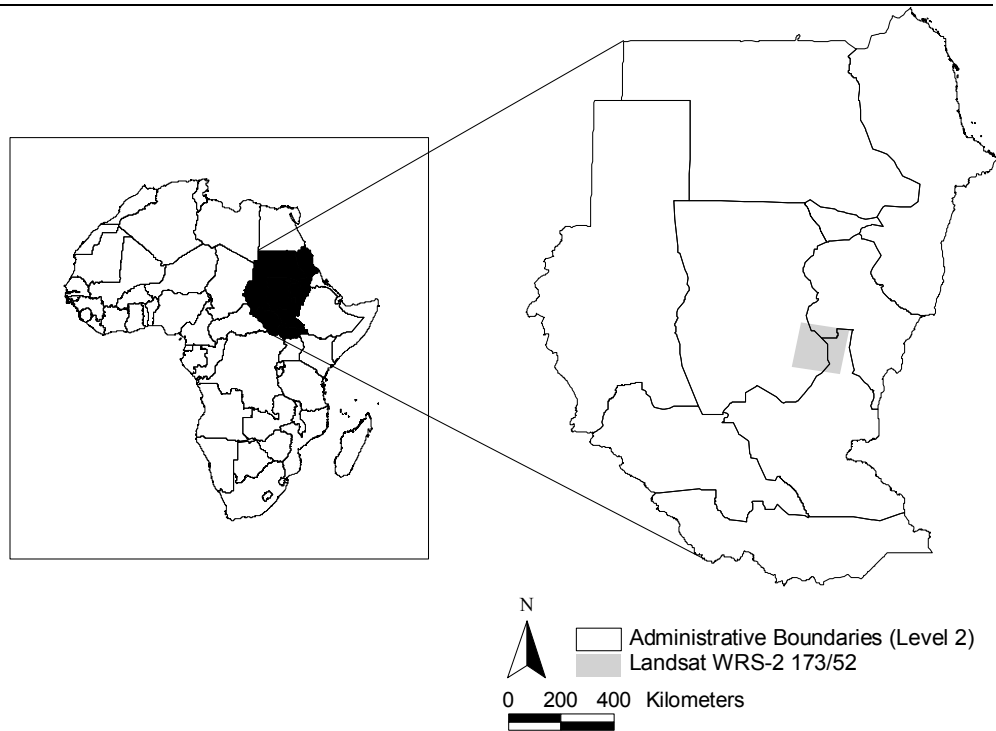 N
Administrative Boundaries (Level 2)
Landsat WRS-2 173/52
0 200 400 Kilometers